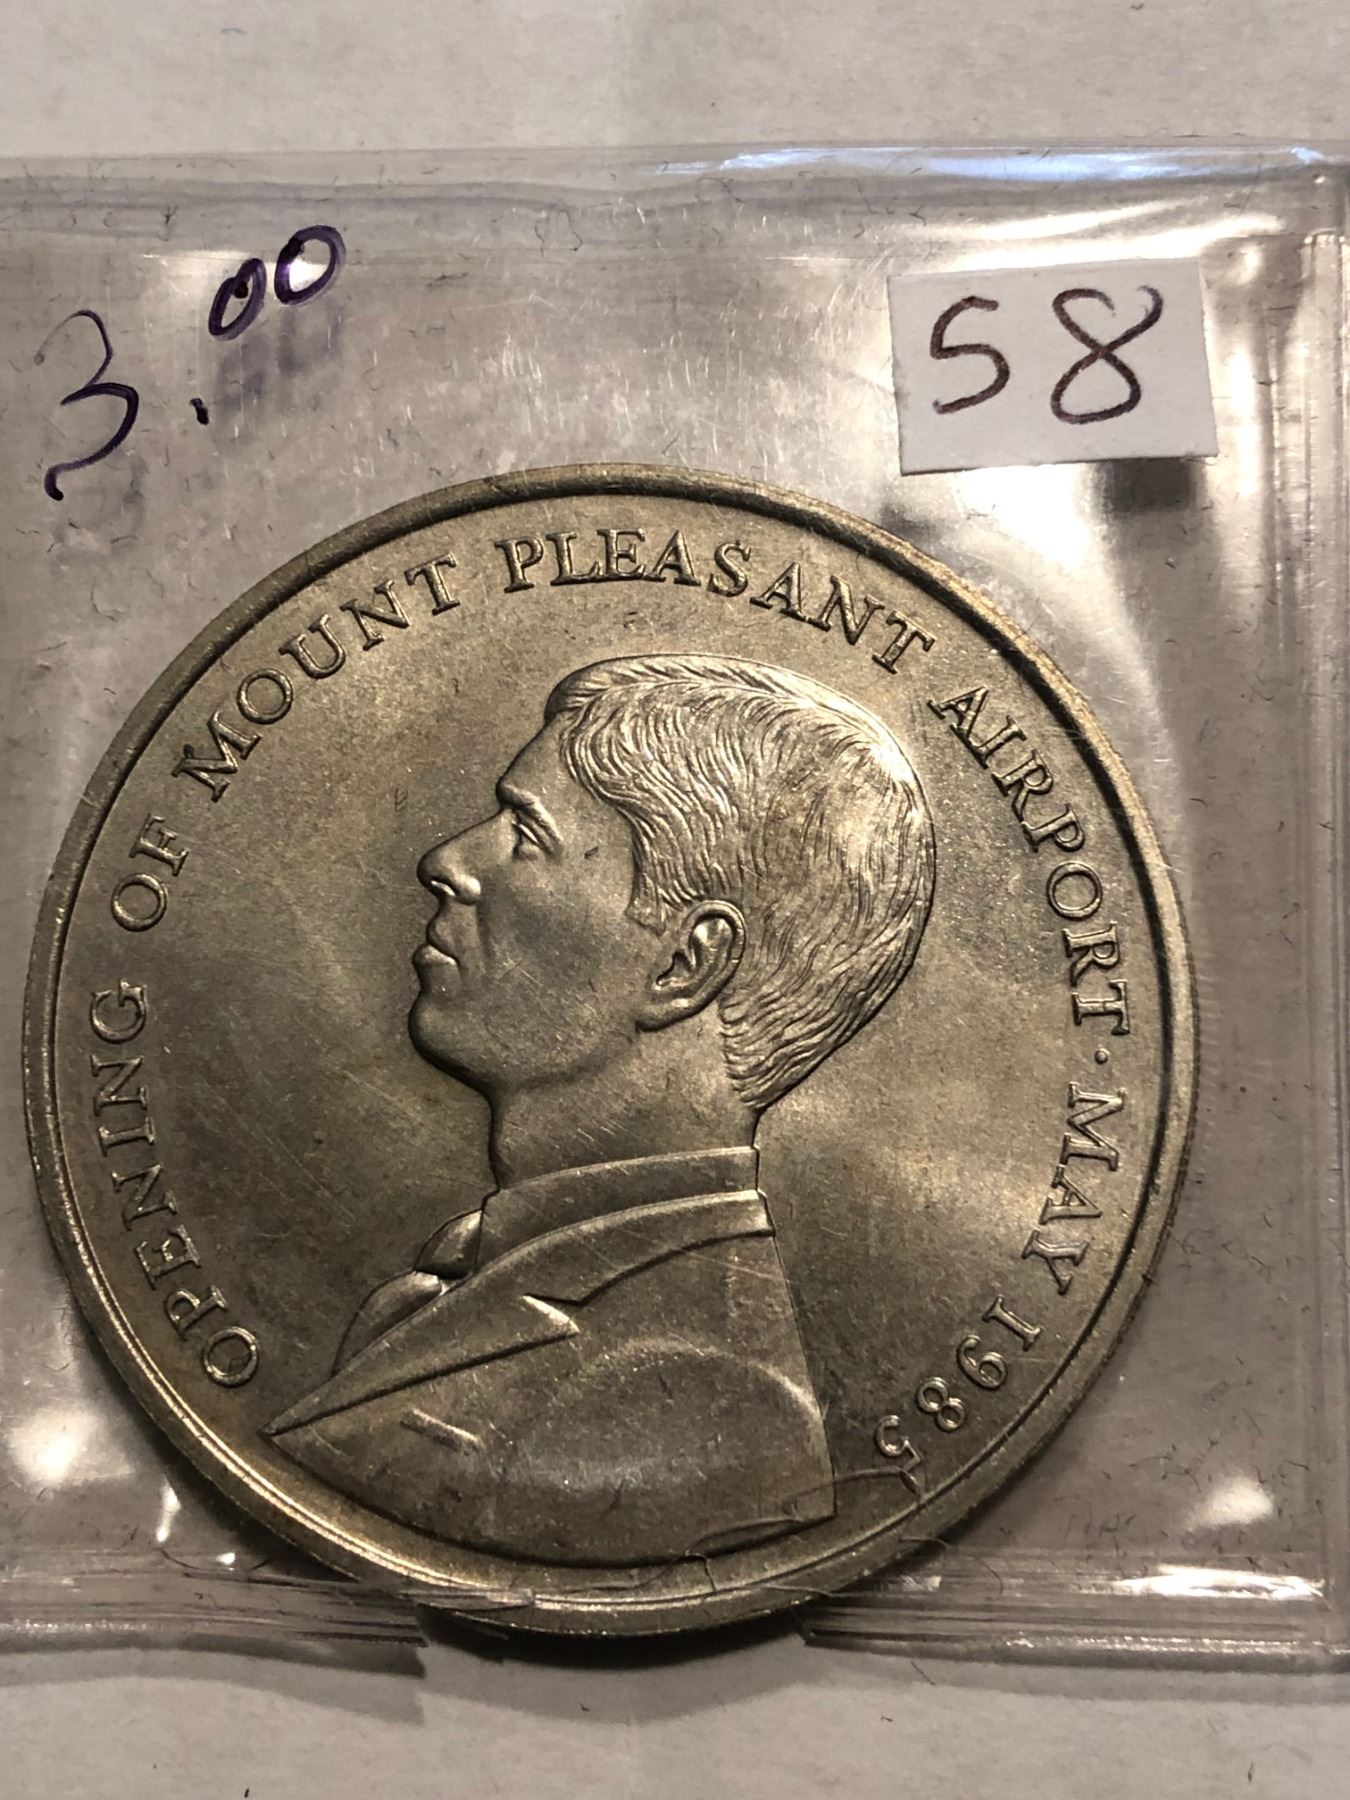 3.00
58
OPENING OF MOUNT PLEASANT AIRPORT · MAY 1985